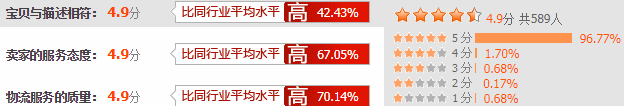 宝贝与描述相符: 4.9分 比同行业平均水平 高 42.43%
卖家的服务态度: 4.9分 比同行业平均水平 高 67.05%
物流服务的质量: 4.9分 比同行业平均水平 高 70.14%
4.9分 共589人
5分 96.77%
4分 1.70%
3分 0.68%
2分 0.17%
1分 0.68%